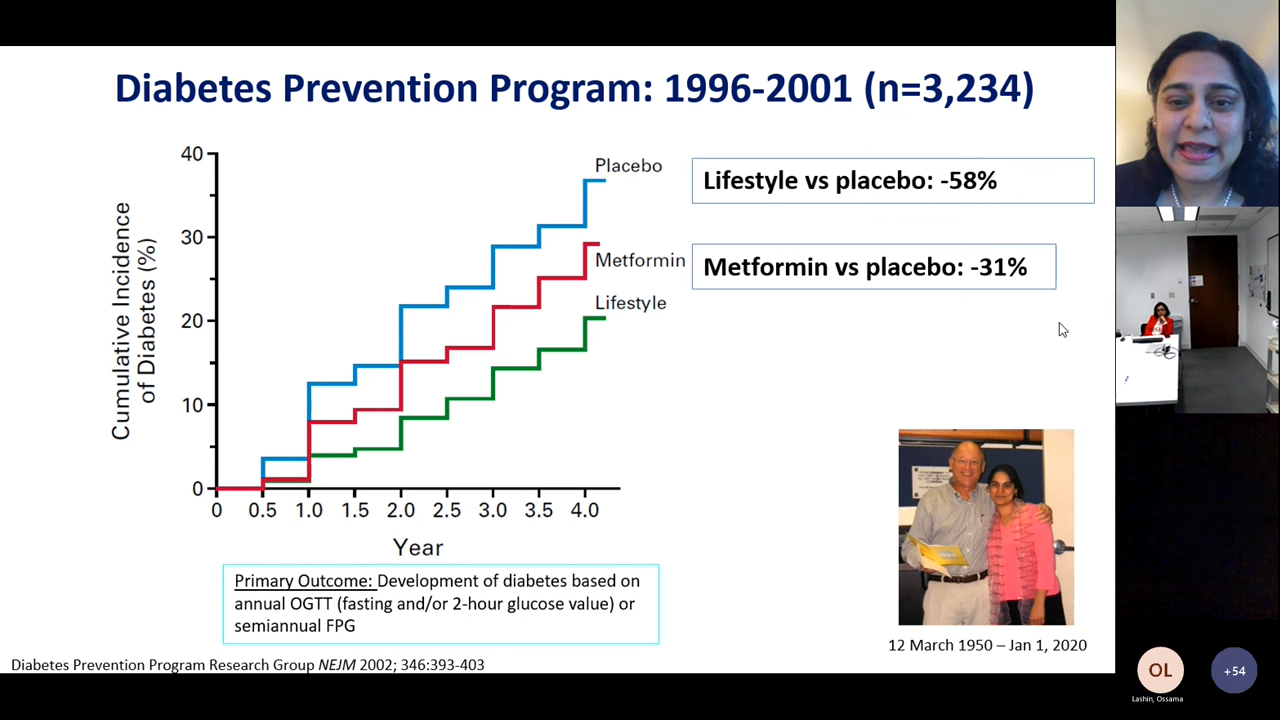 Diabetes Prevention Program: 1996-2001 (n=3,234)
Cumulative Incidence
of Diabetes (%)
40
30
20
10
0
0 0.5 1.0 1.5 2.0 2.5 3.0 3.5 4.0
Year
Placebo
Metformin
Lifestyle
Lifestyle vs placebo: -58%
Metformin vs placebo: -31%
Primary Outcome: Development of diabetes based on
annual OGTT (fasting and/or 2-hour glucose value) or
semiannual FPG
12 March 1950 – Jan 1, 2020
Diabetes Prevention Program Research Group NEJM 2002; 346:393-403
OL
Lashin, Ossama
+54